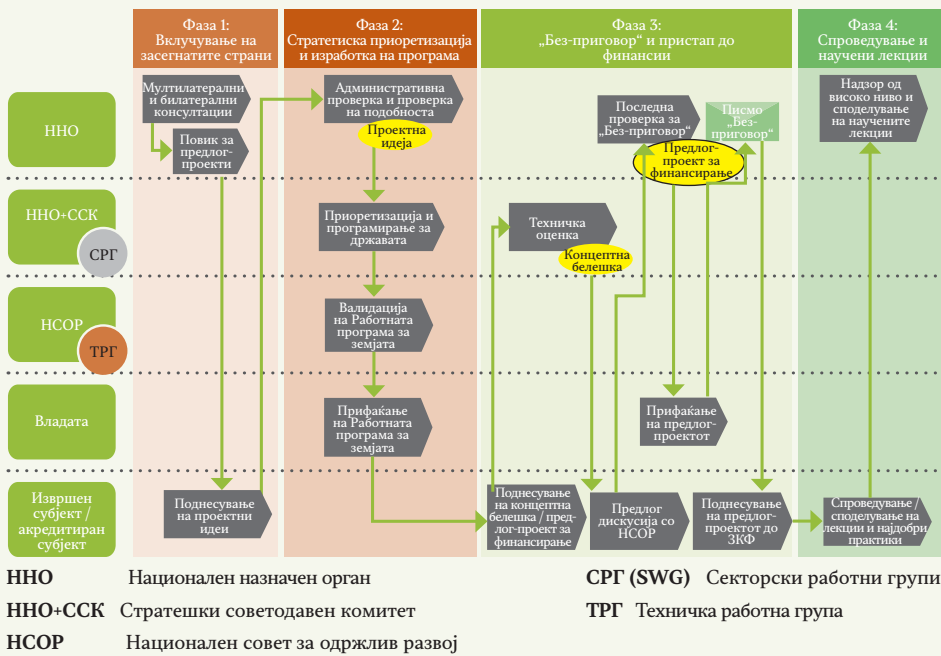 Фаза 1:
Вклучување на
засегнатите страни
Фаза 2:
Стратегиска приоретизација
и изработка на програма
Фаза 3:
„Без-приговор“ и пристап до
финансии
Фаза 4:
Спроведување и
научени лекции
ННО
Мултилатерални
и билатерални
консултации
Повик за
предлог-
проекти
Административна
проверка и проверка
на подобноста
Проектна
идеја
Последна
проверка за
„Без-приговор“
Писмо „Без-
приговор“
Предлог-
проект за
финансирање
Надзор од
високо ниво и
споделување
на научените
лекции
ННО+ССК
СРГ
Приоретизација и
програмирање за
државата
Техничка
оценка
Концептна
белешка
НСОР
ТРГ
Валидација
на Работната
програма за
земјата
Владата
Прифаќање
на Работната
програма за
земјата
Прифаќање
на предлог-
проектот
Извршен
субјект /
акредитиран
субјект
Поднесување
на проектни
идеи
Поднесување
на концептна
белешка / пред-
лог-проект за
финансирање
Предлог
дискусија со
НСОР
Поднесување
на предлог-
проектот до
ЗКФ
Спроведување /
споделување на
лекции и најдобри
практики
ННО Национален назначен орган
ННО+ССК Стратешки советодавен комитет
НСОР Национален совет за одржлив развој
СРГ (SWG) Секторски работни групи
ТРГ Техничка работна група